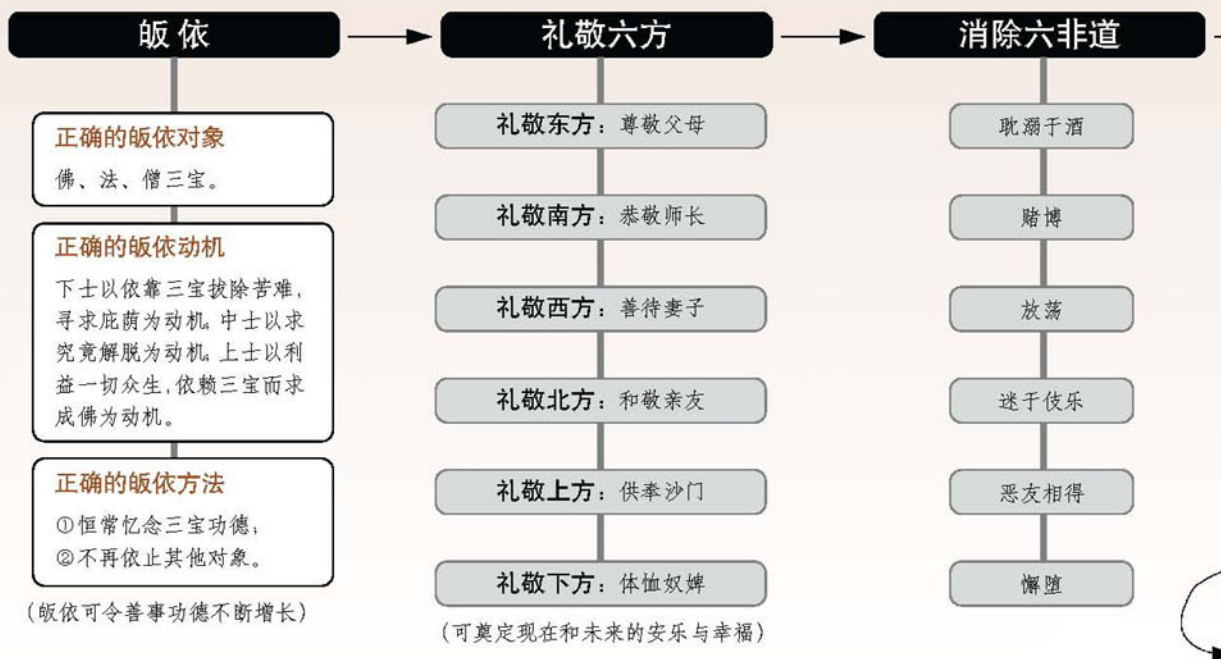 皈依
正确的皈依对象
佛、法、僧三宝。
正确的皈依动机
下士以依靠三宝拔除苦难，
寻求庇荫为动机；中士以求
究竟解脱为动机；上士以利
益一切众生，依赖三宝而求
成佛为动机。
正确的皈依方法
①恒常忆念三宝功德；
②不再依止其他对象。
（皈依可令善事功德不断增长）
礼敬六方
礼敬东方：尊敬父母
礼敬南方：恭敬师长
礼敬西方：善待妻子
礼敬北方：和敬亲友
礼敬上方：供奉沙门
礼敬下方：体恤奴婢
（可奠定现在和未来的安乐与幸福）
消除六非道
耽溺于酒
赌博
放荡
迷于伎乐
恶友相得
懈堕